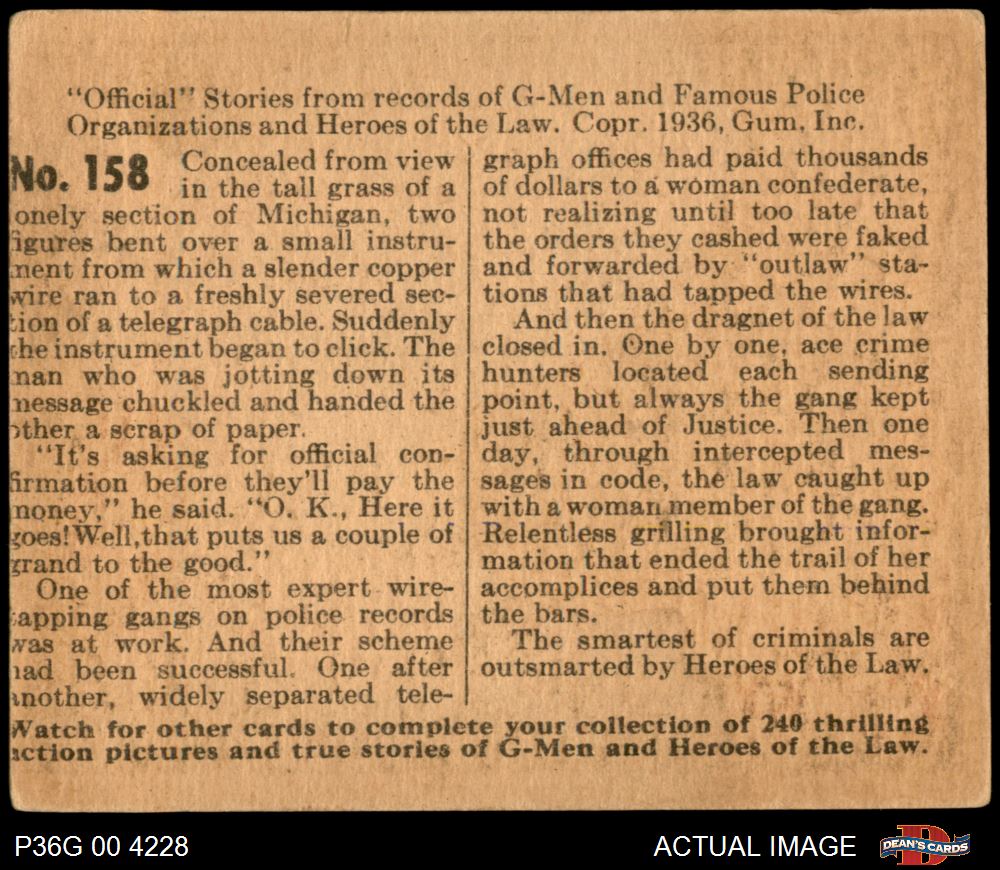 "Official" Stories from records of G-Men and Famous Police
Organizations and Heroes of the Law. Copr. 1936, Gum, Inc.
No. 158
Concealed from view
in the tall grass of a
onely section of Michigan, two
igures bent over a small instru-
ment from which a slender copper
wire ran to a freshly severed sec-
tion of a telegraph cable. Suddenly
the instrument began to click. The
man who was jotting down its
message chuckled and handed the
other a scrap of paper.
"It's asking for official con-
firmation before they'll pay the
money," he said. "O. K., Here it
goes! Well, that puts us a couple of
grand to the good."
One of the most expert wire-
tapping gangs on police records
was at work. And their scheme
had been successful. One after
another, widely separated tele-
graph offices had paid thousands
of dollars to a woman confederate,
not realizing until too late that
the orders they cashed were faked
and forwarded by "outlaw" sta-
tions that had tapped the wires.
And then the dragnet of the law
closed in. One by one, ace crime
hunters located each sending
point, but always the gang kept
just ahead of Justice. Then one
day, through intercepted mes-
sages in code, the law caught up
with a woman member of the gang.
Relentless grilling brought infor-
mation that ended the trail of her
accomplices and put them behind
the bars.
The smartest of criminals are
outsmarted by Heroes of the Law.
Watch for other cards to complete your collection of 240 thrilling
action pictures and true stories of G-Men and Heroes of the Law.
P36G 00 4228
ACTUAL IMAGE
D
DEAN'S CARDS